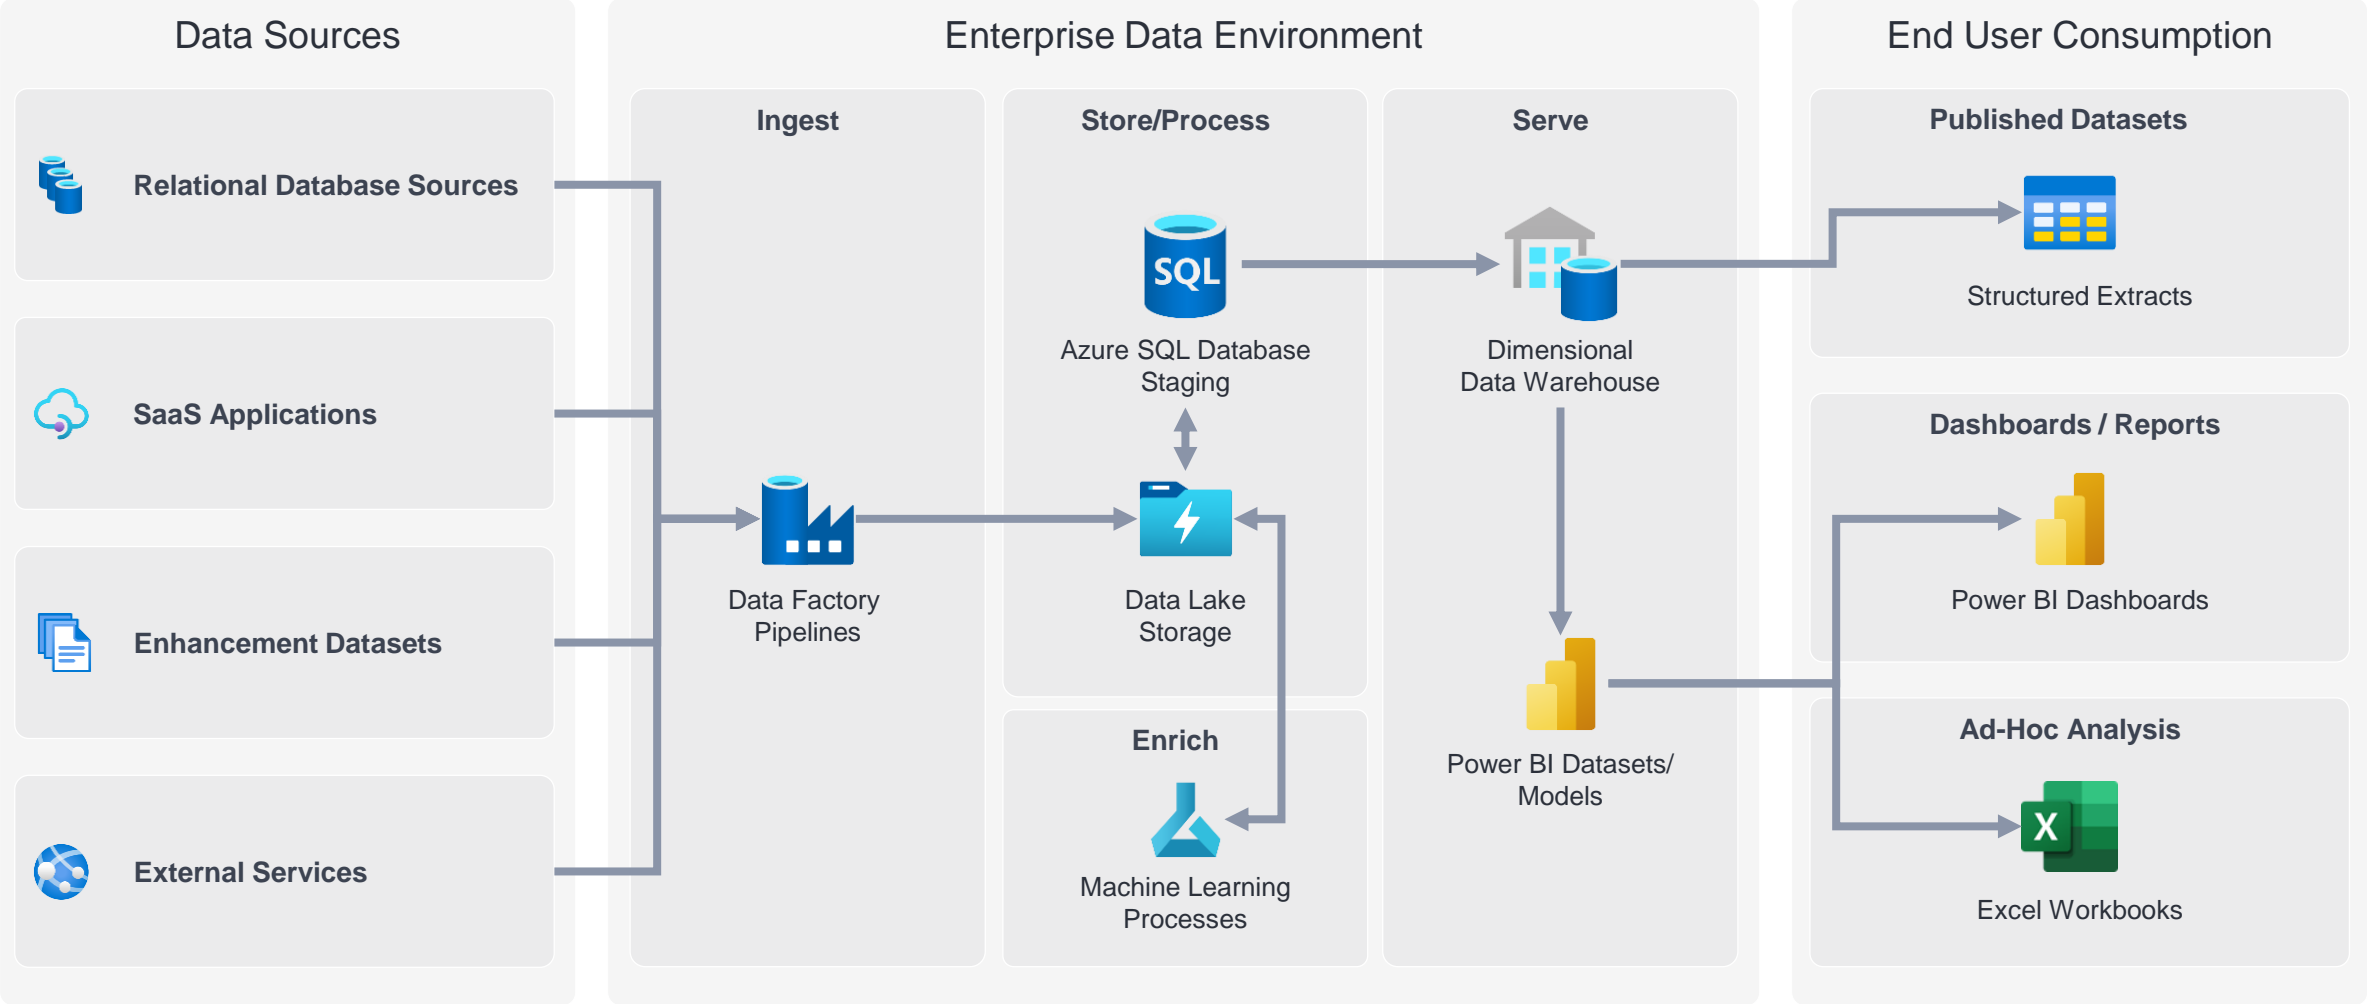 Data Sources
Relational Database Sources
SaaS Applications
Enhancement Datasets
External Services
Enterprise Data Environment
Ingest
Data Factory
Pipelines
Store/Process
SQL
Azure SQL Database
Staging
Data Lake
Storage
Enrich
Machine Learning
Processes
Serve
Dimensional
Data Warehouse
Power BI Datasets/
Models
End User Consumption
Published Datasets
Structured Extracts
Dashboards / Reports
Power BI Dashboards
Ad-Hoc Analysis
X
Excel Workbooks